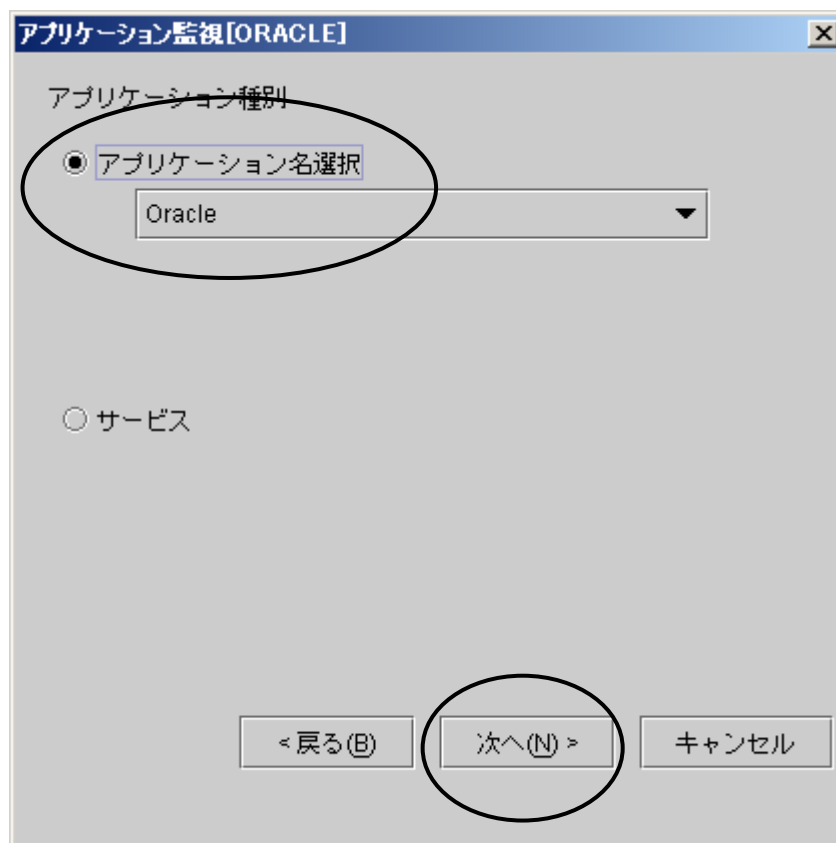 アプリケーション監視[ORACLE]
アプリケーション種別
アプリケーション名選択
Oracle
サービス
<戻る(B)
次へ(N)>
キャンセル